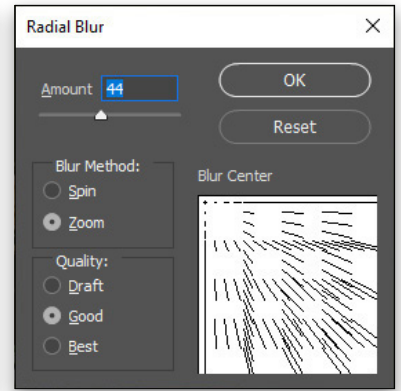 Radial Blur
Amount 44
OK
Reset
Blur Method:
Spin
Zoom
Blur Center
Quality:
Draft
Good
Best